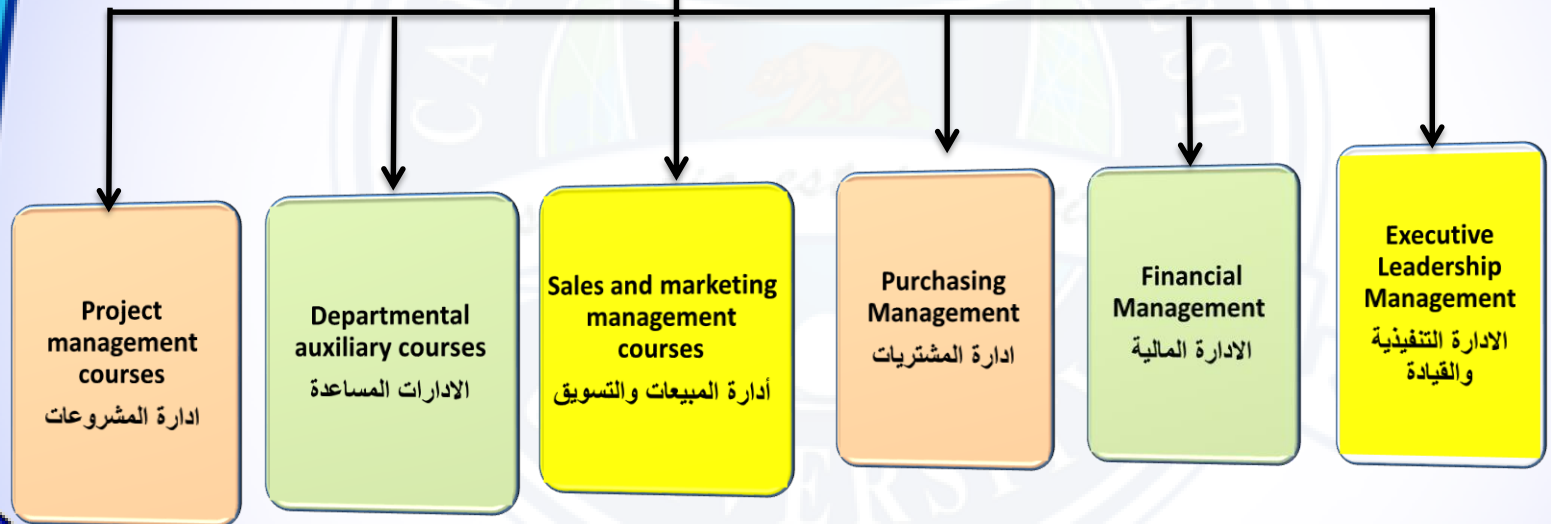 Project
management
courses
ادارة المشروعات
Departmental
auxiliary courses
الادارات المساعدة
Sales and marketing
management
courses
أدارة المبيعات والتسويق
Purchasing
Management
ادارة المشتريات
Financial
Management
الادارة المالية
Executive
Leadership
Management
الادارة التنفيذية
والقيادة